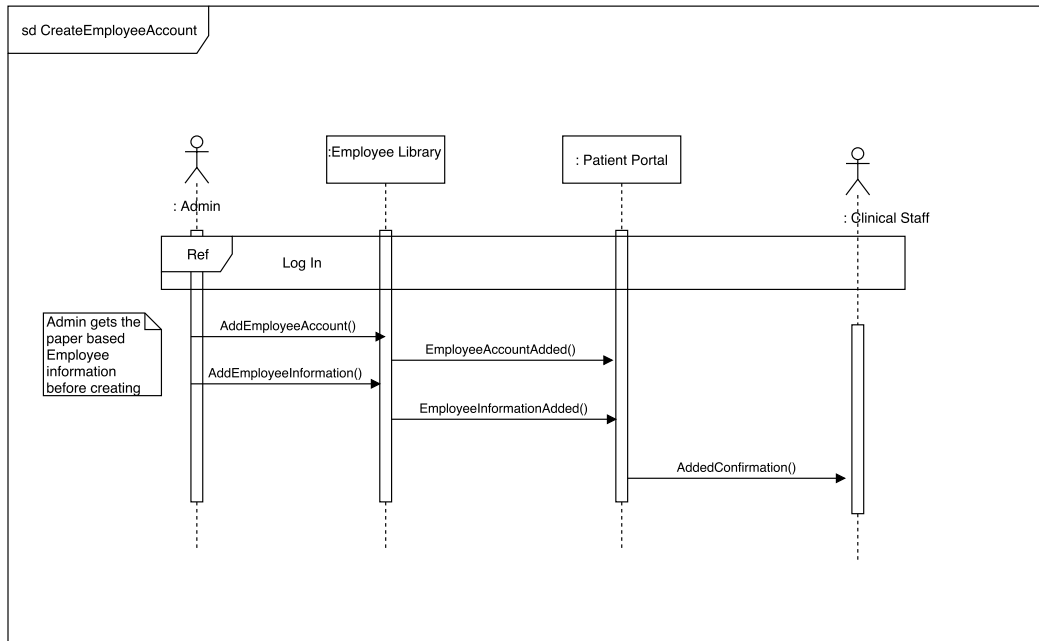 sd CreateEmployeeAccount
:Employee Library
: Patient Portal
: Admin
: Clinical Staff
Ref
Log In
Admin gets the
paper based
Employee
information
before creating
AddEmployeeAccount()
EmployeeAccountAdded()
AddEmployeeInformation()
EmployeeInformationAdded()
AddedConfirmation()